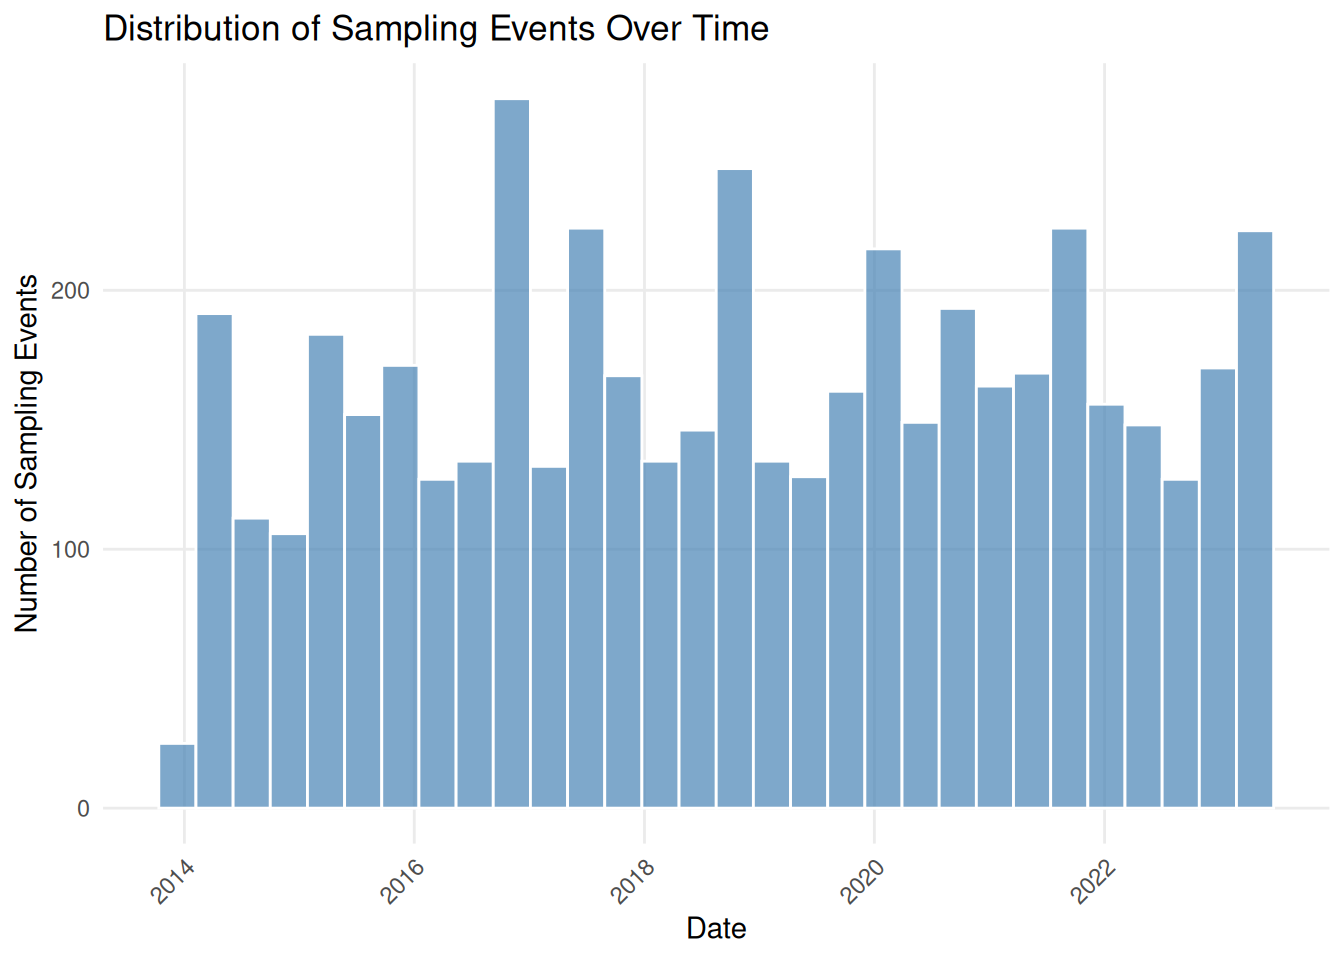 Distribution of Sampling Events Over Time
Number of Sampling Events
200
100
0
2014
2016
2018
2020
2022
Date